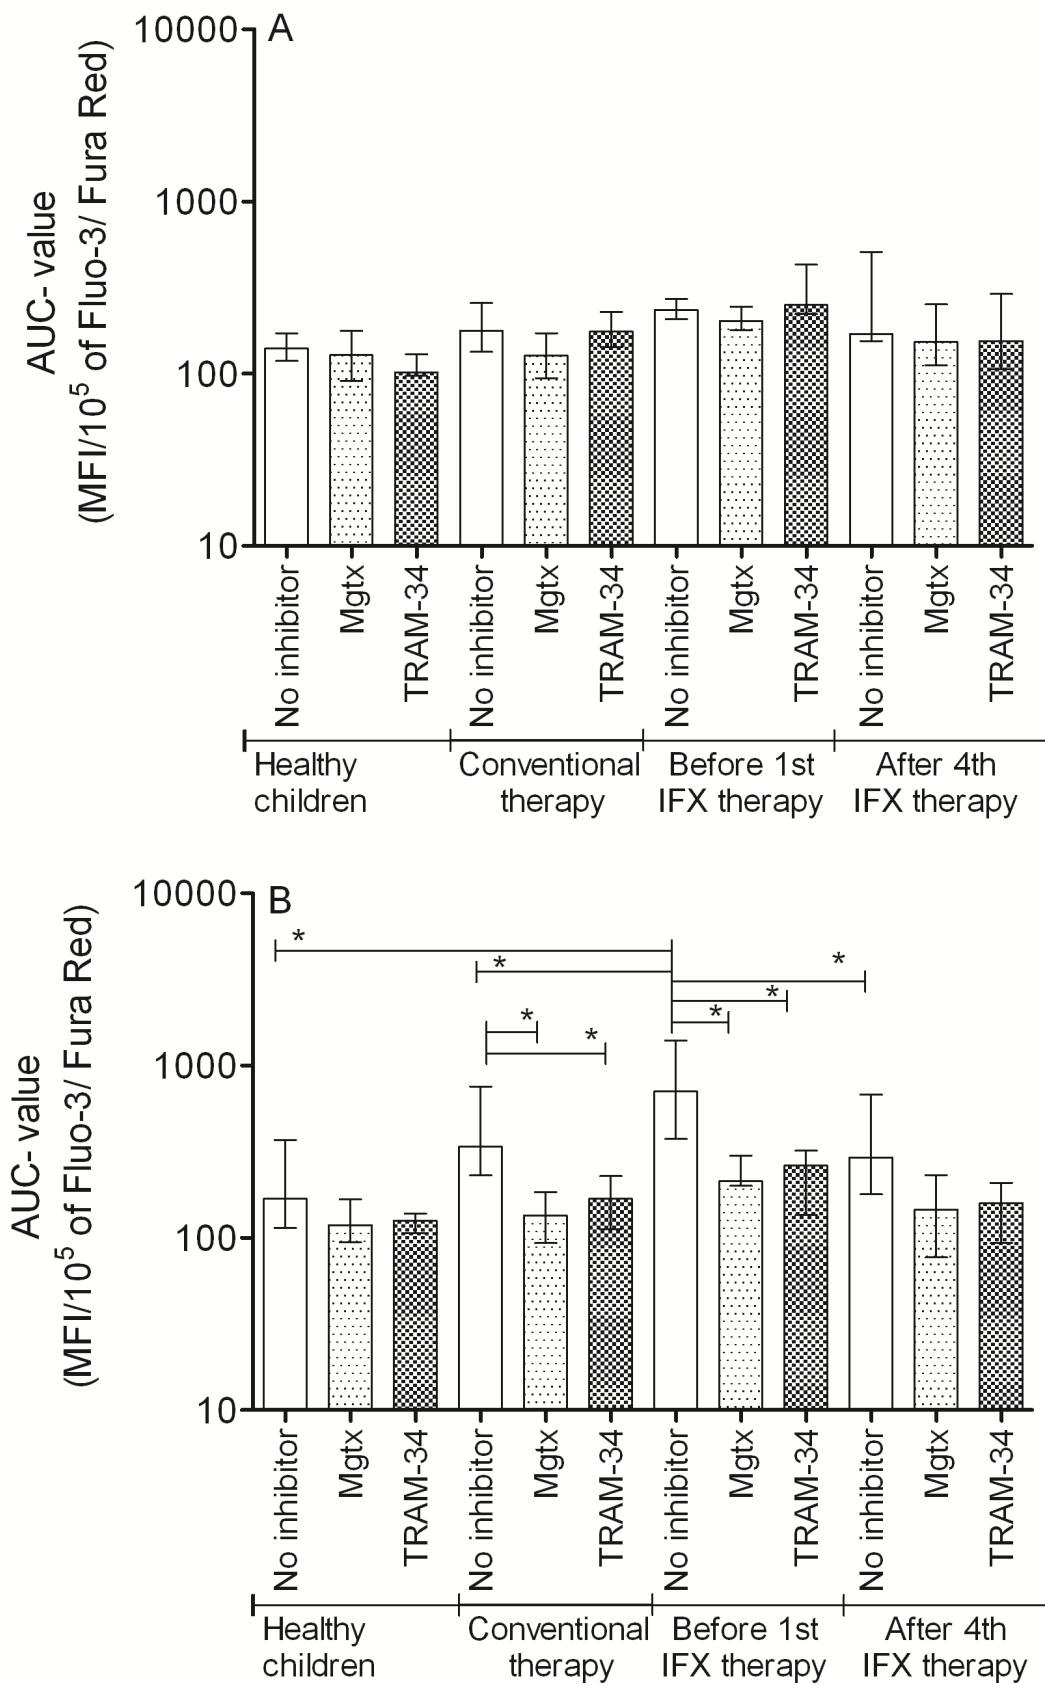 A
10000
1000
100
10
AUC- value
(MFI/10⁵ of Fluo-3/ Fura Red)
No inhibitor
Mgtx
TRAM-34
No inhibitor
Mgtx
TRAM-34
No inhibitor
Mgtx
TRAM-34
No inhibitor
Mgtx
TRAM-34
Healthy
children
Conventional
therapy
Before 1st
IFX therapy
After 4th
IFX therapy
B
10000
1000
100
10
AUC- value
(MFI/10⁵ of Fluo-3/ Fura Red)
*
*
*
*
*
*
*
No inhibitor
Mgtx
TRAM-34
No inhibitor
Mgtx
TRAM-34
No inhibitor
Mgtx
TRAM-34
No inhibitor
Mgtx
TRAM-34
Healthy
children
Conventional
therapy
Before 1st
IFX therapy
After 4th
IFX therapy